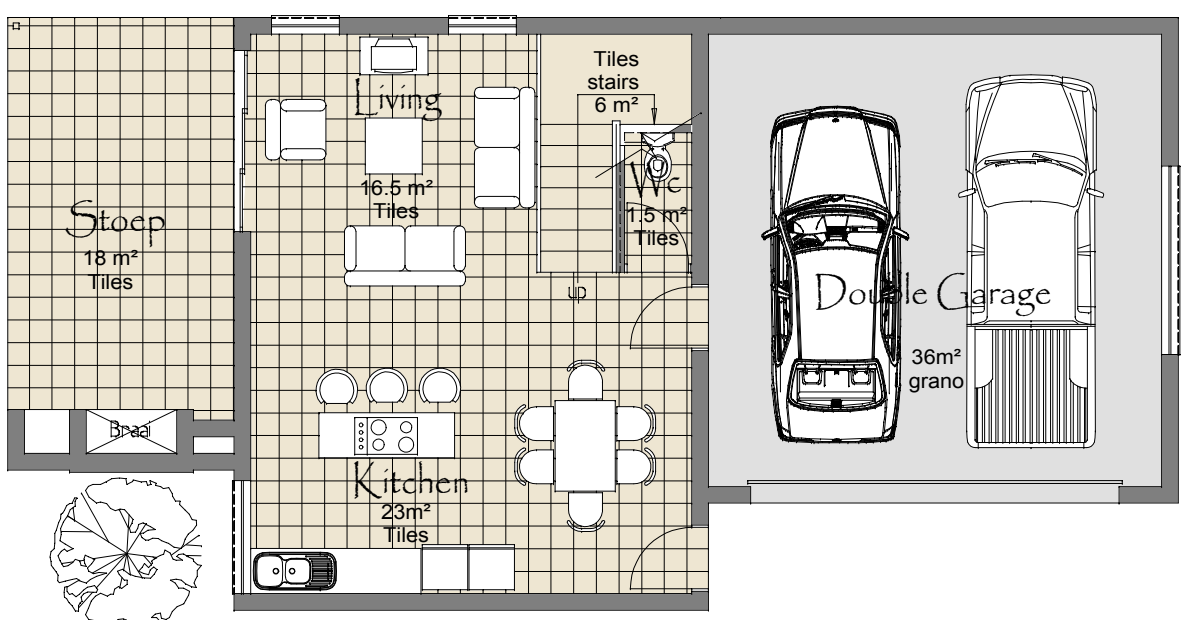 Tiles
stairs
6 m²
Living
16.5 m²
Tiles
Wc
1.5 m²
Tiles
Stoep
18 m²
Tiles
UP
Double Garage
36m²
grano
Braai
Kitchen
23m²
Tiles